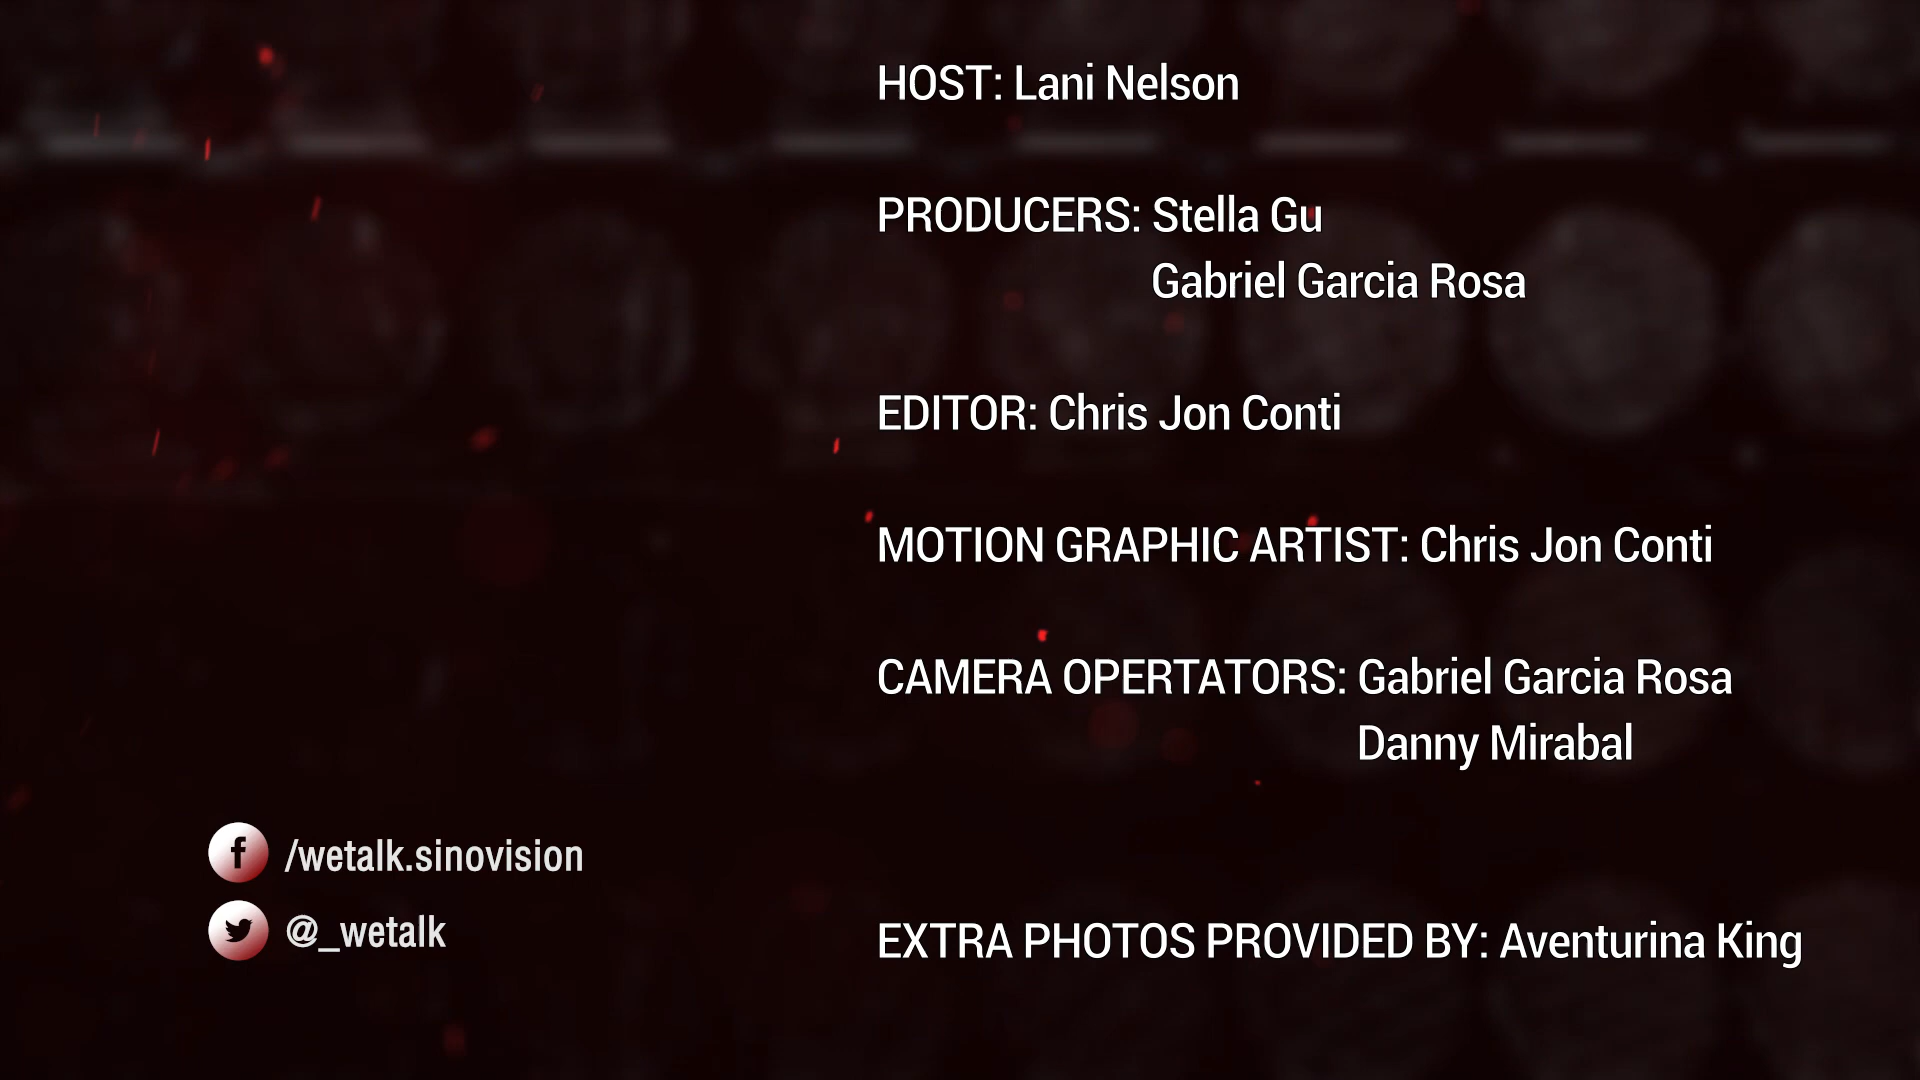 HOST: Lani Nelson
PRODUCERS: Stella Gu
Gabriel Garcia Rosa
EDITOR: Chris Jon Conti
MOTION GRAPHIC ARTIST: Chris Jon Conti
CAMERA OPERTATORS: Gabriel Garcia Rosa
Danny Mirabal
EXTRA PHOTOS PROVIDED BY: Aventurina King
/wetalk.sinovision
@_wetalk